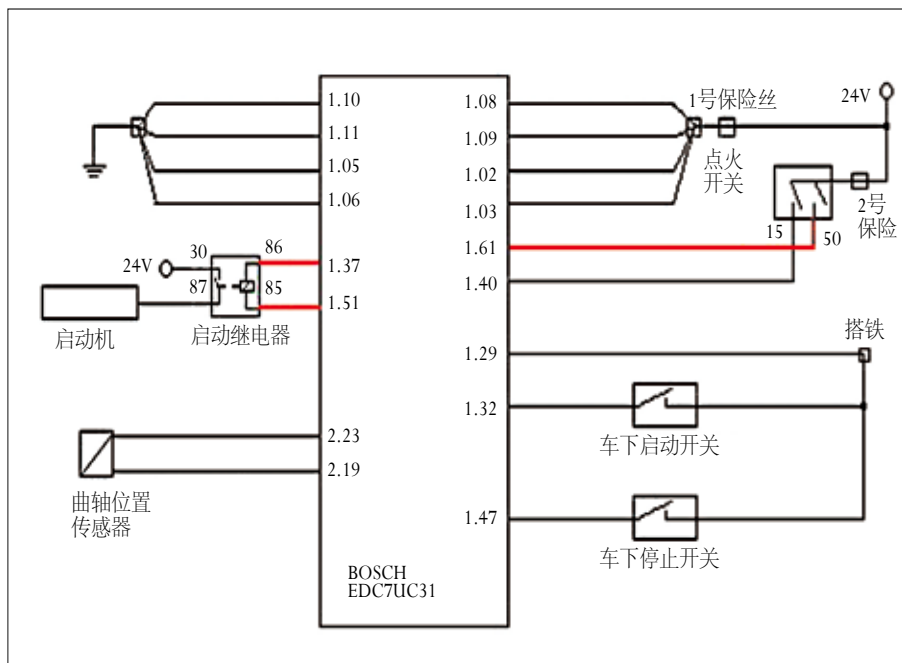 1.10
1.11
1.05
1.06
1.37
1.51
2.23
2.19
1.08
1.09
1.02
1.03
1.61
1.40
1.29
1.32
1.47
1号保险丝
24V
点火
开关
2号
保险
15
50
24V
30
86
87
85
启动机
启动继电器
搭铁
车下启动开关
曲轴位置
传感器
车下停止开关
BOSCH
EDC7UC31